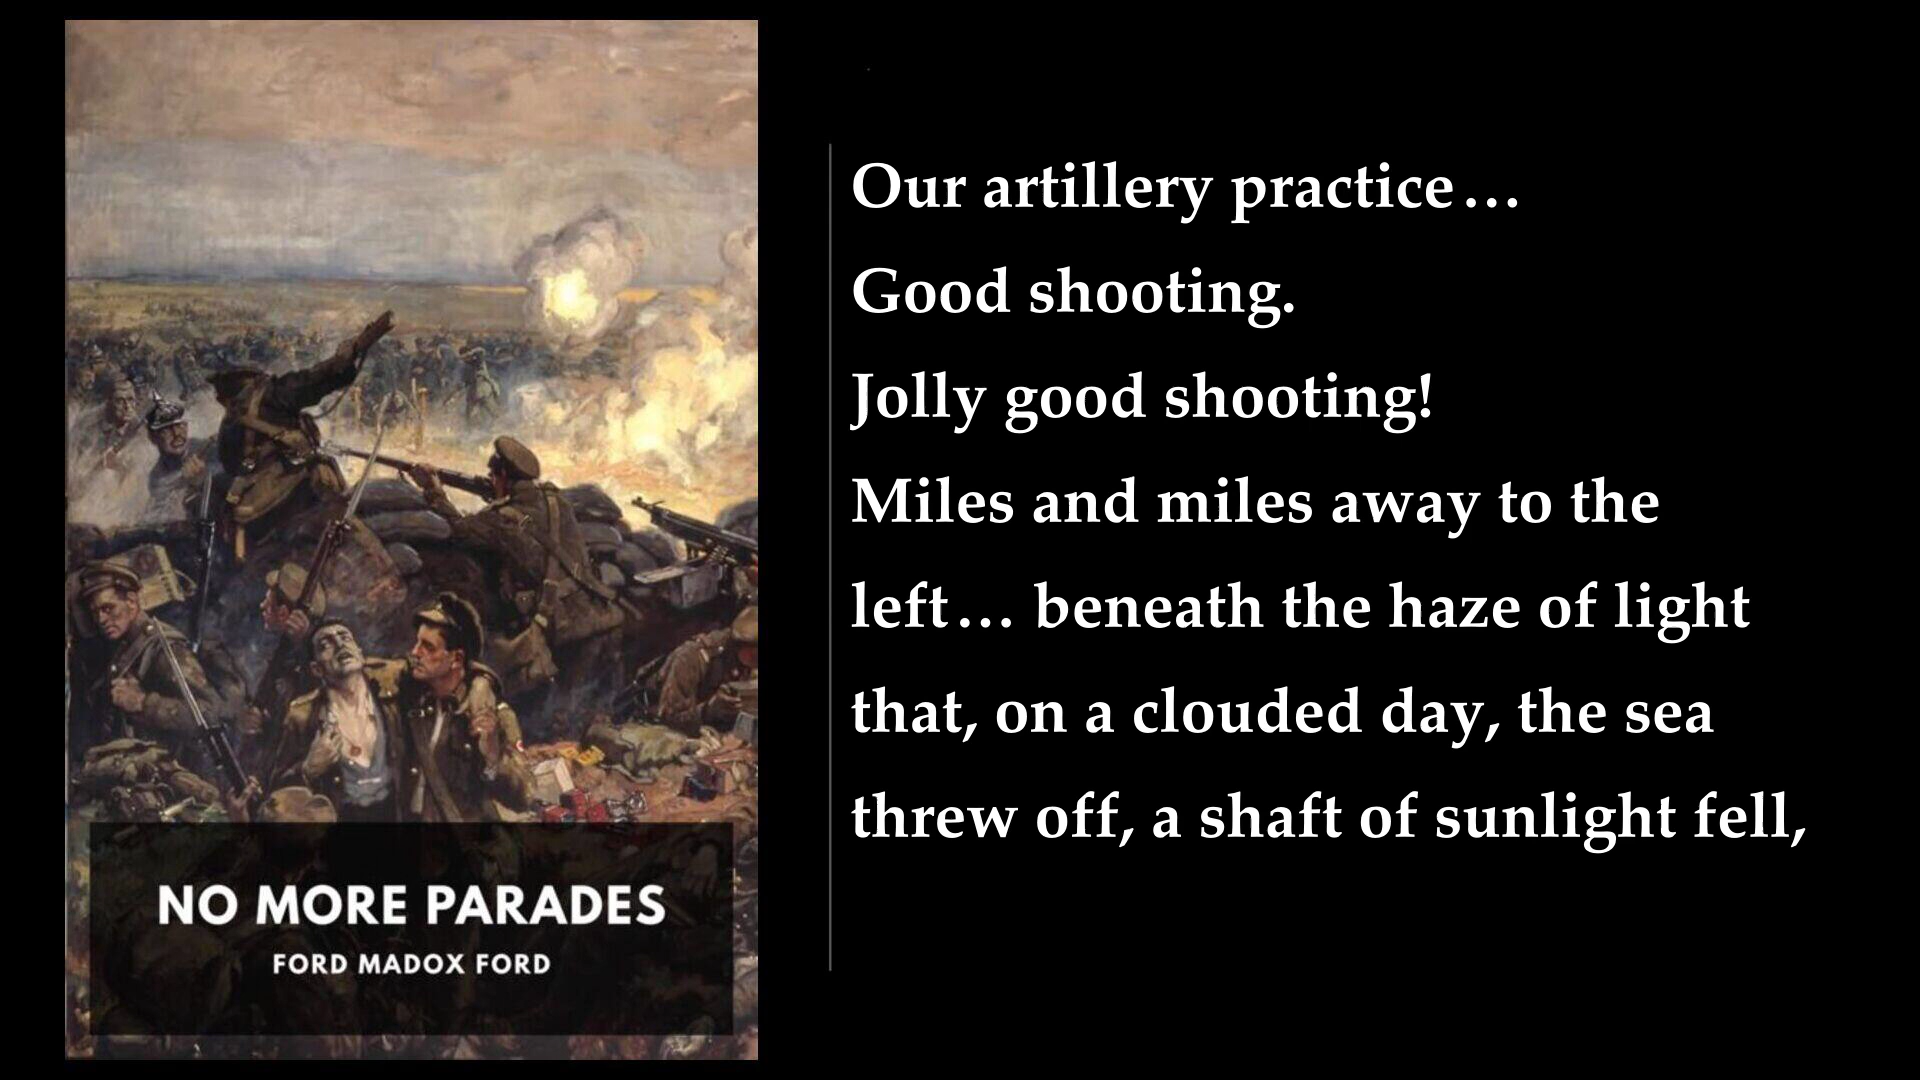 NO MORE PARADES
FORD MADOX FORD
Our artillery practice…
Good shooting.
Jolly good shooting!
Miles and miles away to the
left… beneath the haze of light
that, on a clouded day, the sea
threw off, a shaft of sunlight fell,